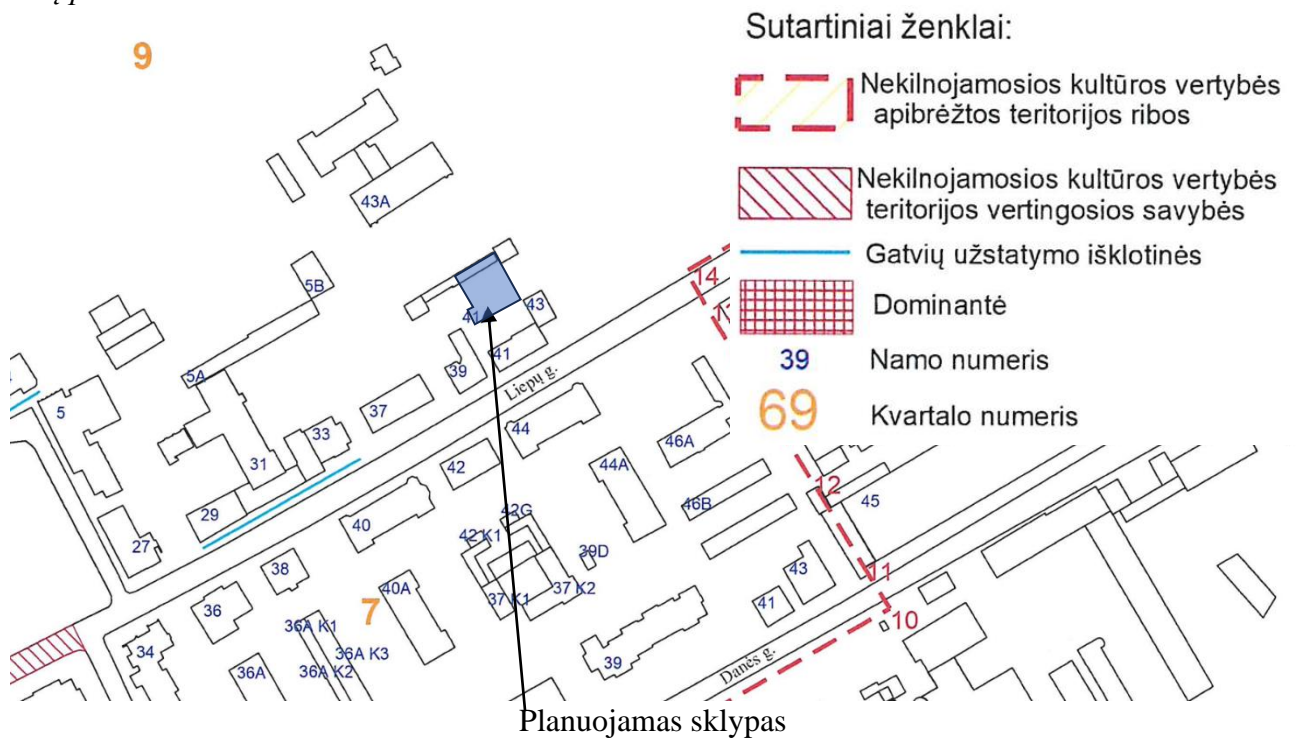 9
Sutartiniai ženklai:
Nekilnojamosios kultūros vertybės
apibrėžtos teritorijos ribos
Nekilnojamosios kultūros vertybės
teritorijos vertingosios savybės
Gatvių užstatymo išklotinės
Dominantė
39 Namo numeris
69 Kvartalo numeris
43A
5B
14
43
41
41
39
5A
37
Liepų g.
5
33
44
46A
31
42
44A
12
45
46B
29
40
42G
42 K1
39D
27
38
11
43
37 K2
40A
37 K1
41
7
36
10
36A K1
34
36A K3
39
36A
36A K2
Danės g.
Planuojamas sklypas